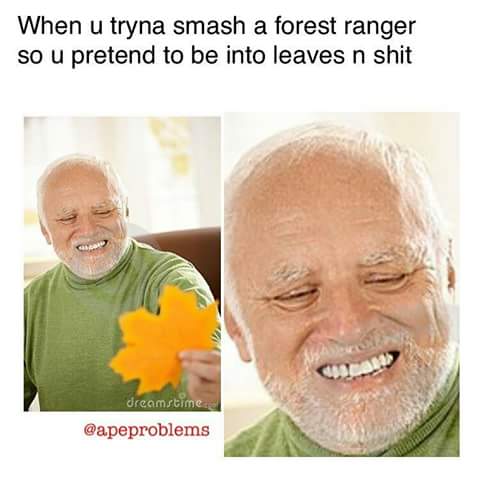 When u tryna smash a forest ranger
so u pretend to be into leaves n shit
dreamstime
@apeproblems